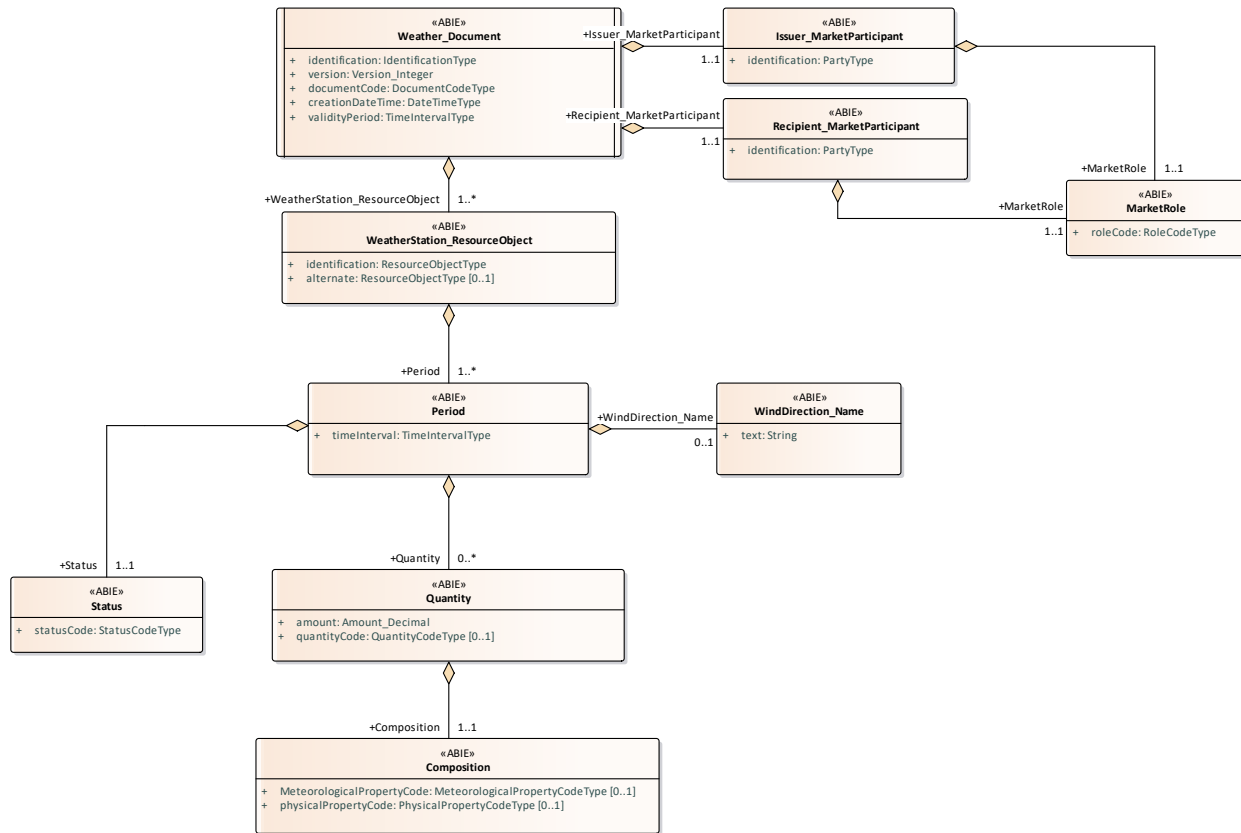 «ABIE»
Weather_Document
+ identification: IdentificationType
+ version: Version_Integer
+ documentCode: DocumentCodeType
+ creationDateTime: DateTimeType
+ validityPeriod: TimeIntervalType
+Issuer_MarketParticipant
1..1
«ABIE»
Issuer_MarketParticipant
+ identification: PartyType
+Recipient_MarketParticipant
1..1
«ABIE»
Recipient_MarketParticipant
+ identification: PartyType
+MarketRole
1..1
+MarketRole
1..1
«ABIE»
MarketRole
+ roleCode: RoleCodeType
+WeatherStation_ResourceObject
1..*
«ABIE»
WeatherStation_ResourceObject
+ identification: ResourceObjectType
+ alternate: ResourceObjectType [0..1]
+Period
1..*
«ABIE»
Period
+ timeInterval: TimeIntervalType
+WindDirection_Name
0..1
«ABIE»
WindDirection_Name
+ text: String
+Status
1..1
«ABIE»
Status
+ statusCode: StatusCodeType
+Quantity
0..*
«ABIE»
Quantity
+ amount: Amount_Decimal
+ quantityCode: QuantityCodeType [0..1]
+Composition
1..1
«ABIE»
Composition
+ MeteorologicalPropertyCode: MeteorologicalPropertyCodeType [0..1]
+ physicalPropertyCode: PhysicalPropertyCodeType [0..1]